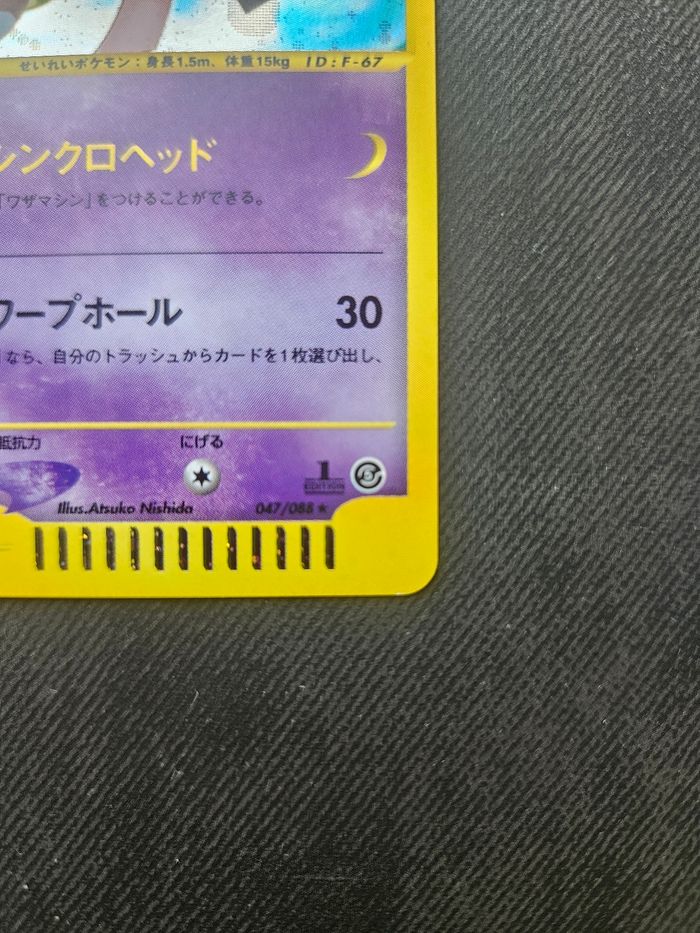 せいれいポケモン：身長1.5m、体重15kg ID:F-67
シンクロヘッド
「ワザマシン」をつけることができる。
ワープホール 30
なら、自分のトラッシュからカードを1枚選び出し、
抵抗力 にげる
1 EDITION
Illus.Atsuko Nishida 047/088 ★